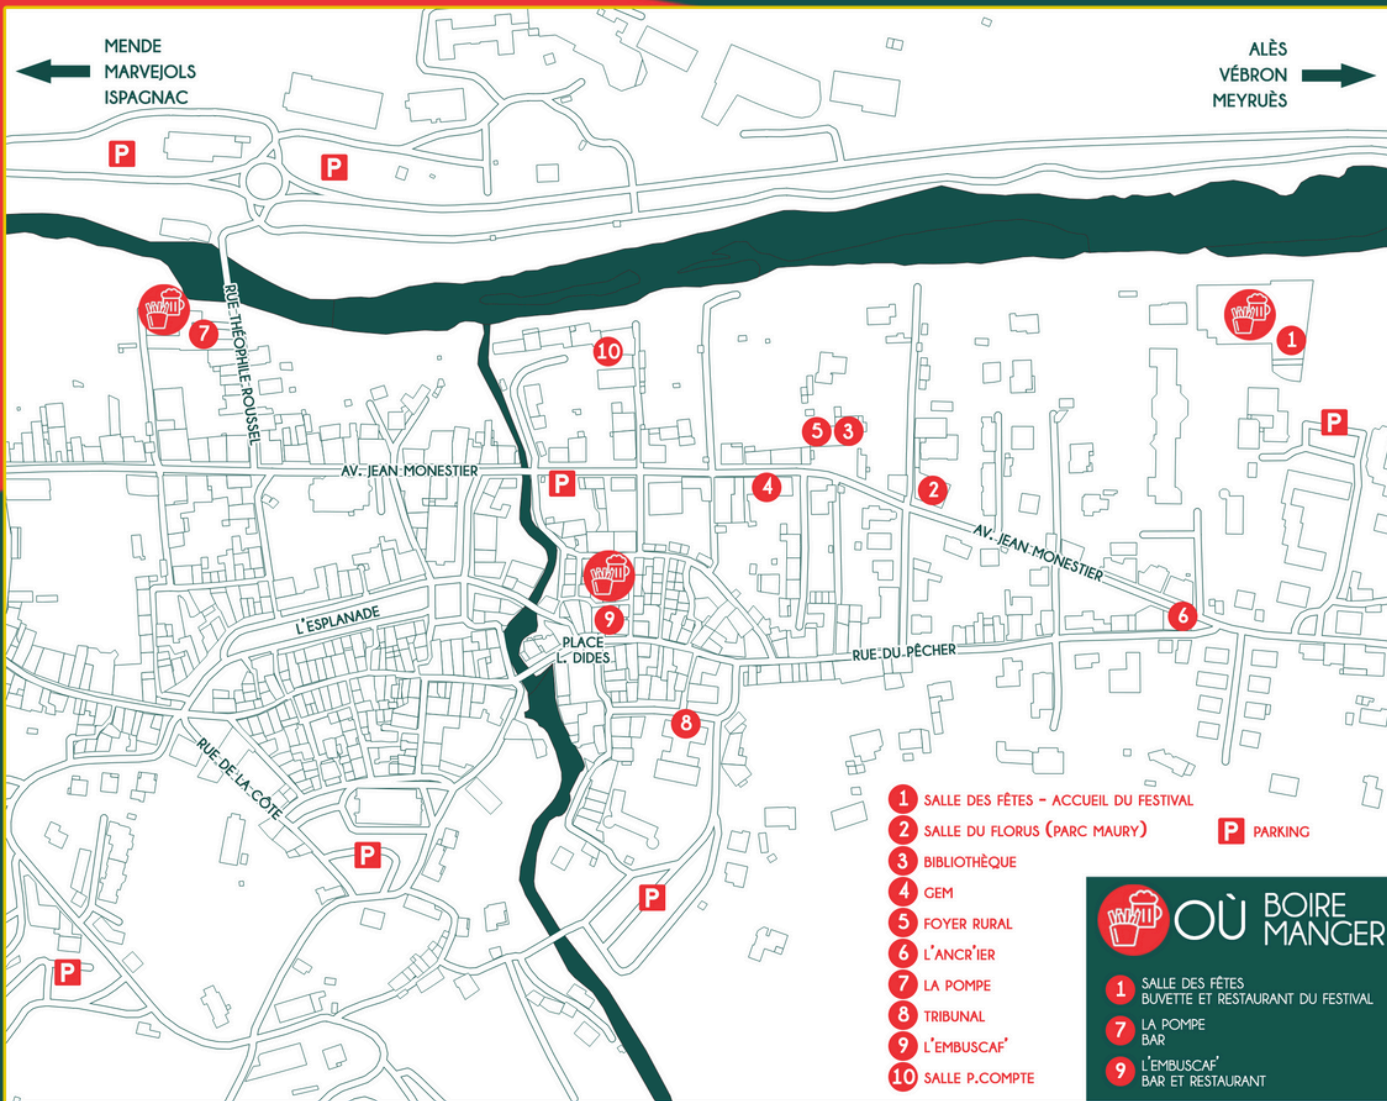 MENDE
MARVEJOLS
ISPAGNAC
ALÈS
VÉBRON
MEYRUÈS
P
P
RUE THÉOPHILE ROUSSEL
7
10
1
5
3
P
AV. JEAN MONESTIER
P
4
2
AV. JEAN MONESTIER
L'ESPLANADE
9
6
PLACE
L. DIDES
RUE DU PÊCHER
8
RUE DE LA CÔTE
P
P
P
1 SALLE DES FÊTES - ACCUEIL DU FESTIVAL
2 SALLE DU FLORUS (PARC MAURY)
3 BIBLIOTHÈQUE
4 GEM
5 FOYER RURAL
6 L'ANCR'IER
7 LA POMPE
8 TRIBUNAL
9 L'EMBUSCAF'
10 SALLE P.COMPTE
P PARKING
OÙ BOIRE
MANGER
1 SALLE DES FÊTES
BUVETTE ET RESTAURANT DU FESTIVAL
7 LA POMPE
BAR
9 L'EMBUSCAF'
BAR ET RESTAURANT